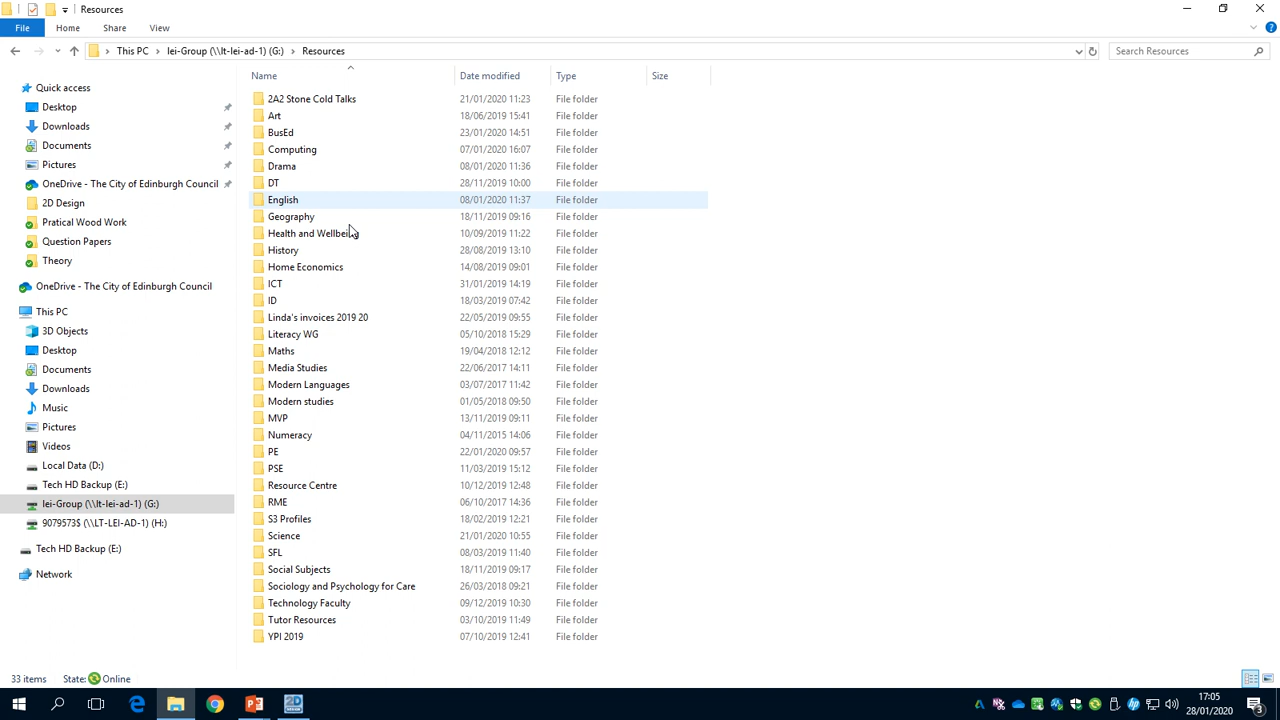 Resources
File Home Share View
This PC lei-Group (\\lt-lei-ad-1) (G:) Resources Search Resources
Name Date modified Type Size
Quick access
Desktop
Downloads
Documents
Pictures
OneDrive - The City of Edinburgh Council
2D Design
Pratical Wood Work
Question Papers
Theory
OneDrive - The City of Edinburgh Council
This PC
3D Objects
Desktop
Documents
Downloads
Music
Pictures
Videos
Local Data (D:)
Tech HD Backup (E:)
lei-Group (\\lt-lei-ad-1) (G:)
9079573$ (\\LT-LEI-AD-1) (H:)
Tech HD Backup (E:)
Network
2A2 Stone Cold Talks 21/01/2020 11:23 File folder
Art 18/06/2019 15:41 File folder
BusEd 23/01/2020 14:51 File folder
Computing 07/01/2020 16:07 File folder
Drama 08/01/2020 11:36 File folder
DT 28/11/2019 10:00 File folder
English 08/01/2020 11:37 File folder
Geography 18/11/2019 09:16 File folder
Health and Wellbeing 10/09/2019 11:22 File folder
History 28/08/2019 13:10 File folder
Home Economics 14/08/2019 09:01 File folder
ICT 31/01/2019 14:19 File folder
ID 18/03/2019 07:42 File folder
Linda's invoices 2019 20 22/05/2019 09:55 File folder
Literacy WG 05/10/2018 15:29 File folder
Maths 19/04/2018 12:12 File folder
Media Studies 22/06/2017 14:11 File folder
Modern Languages 03/07/2017 11:42 File folder
Modern studies 01/05/2018 09:50 File folder
MVP 13/11/2019 09:11 File folder
Numeracy 04/11/2015 14:06 File folder
PE 22/01/2020 09:57 File folder
PSE 11/03/2019 15:12 File folder
Resource Centre 10/12/2019 12:48 File folder
RME 06/10/2017 14:36 File folder
S3 Profiles 18/02/2019 12:21 File folder
Science 21/01/2020 10:55 File folder
SFL 08/03/2019 11:40 File folder
Social Subjects 18/11/2019 09:17 File folder
Sociology and Psychology for Care 26/03/2018 09:21 File folder
Technology Faculty 09/12/2019 10:30 File folder
Tutor Resources 03/10/2019 11:49 File folder
YPI 2019 07/10/2019 12:41 File folder
33 items State: Online
17:05
28/01/2020